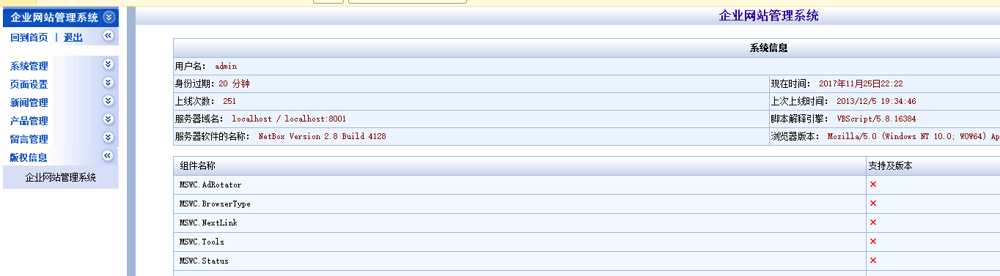 企业网站管理系统
企业网站管理系统
回到首页 | 退出
系统管理
页面设置
新闻管理
产品管理
留言管理
版权信息
企业网站管理系统
系统信息
用户名： admin
身份过期：20 分钟
现在时间： 2017年11月25日22:22
上线次数： 251
上次上线时间： 2013/12/5 19:34:46
服务器域名： localhost / localhost:8001
脚本解释引擎： VBScript/5.8.16384
服务器软件的名称： NetBox Version 2.8 Build 4128
浏览器版本： Mozilla/5.0 (Windows NT 10.0; WOW64) Ap
组件名称 支持及版本
MSWC.AdRotator ×
MSWC.BrowserType ×
MSWC.NextLink ×
MSWC.Tools ×
MSWC.Status ×